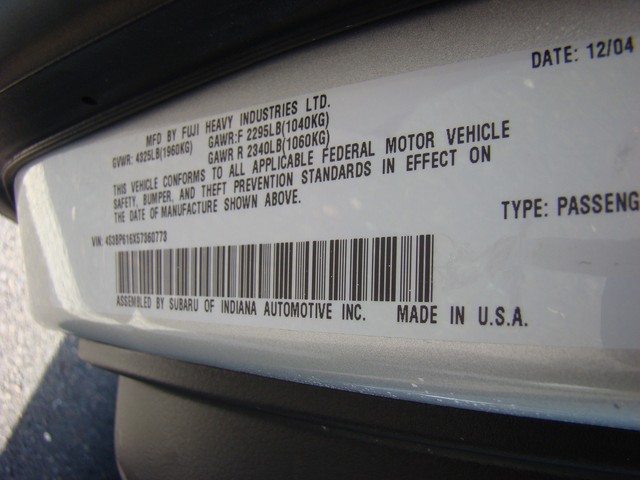 DATE: 12/04
MFD BY FUJI HEAVY INDUSTRIES LTD.
GVWR: 4325LB(1960KG) GAWR:F 2295LB(1040KG)
GAWR R 2340LB(1060KG)
THIS VEHICLE CONFORMS TO ALL APPLICABLE FEDERAL MOTOR VEHICLE
SAFETY, BUMPER, AND THEFT PREVENTION STANDARDS IN EFFECT ON
THE DATE OF MANUFACTURE SHOWN ABOVE.
VIN: 4S3BP616X57360770
TYPE: PASSENG
ASSEMBLED BY SUBARU OF INDIANA AUTOMOTIVE INC. MADE IN U.S.A.